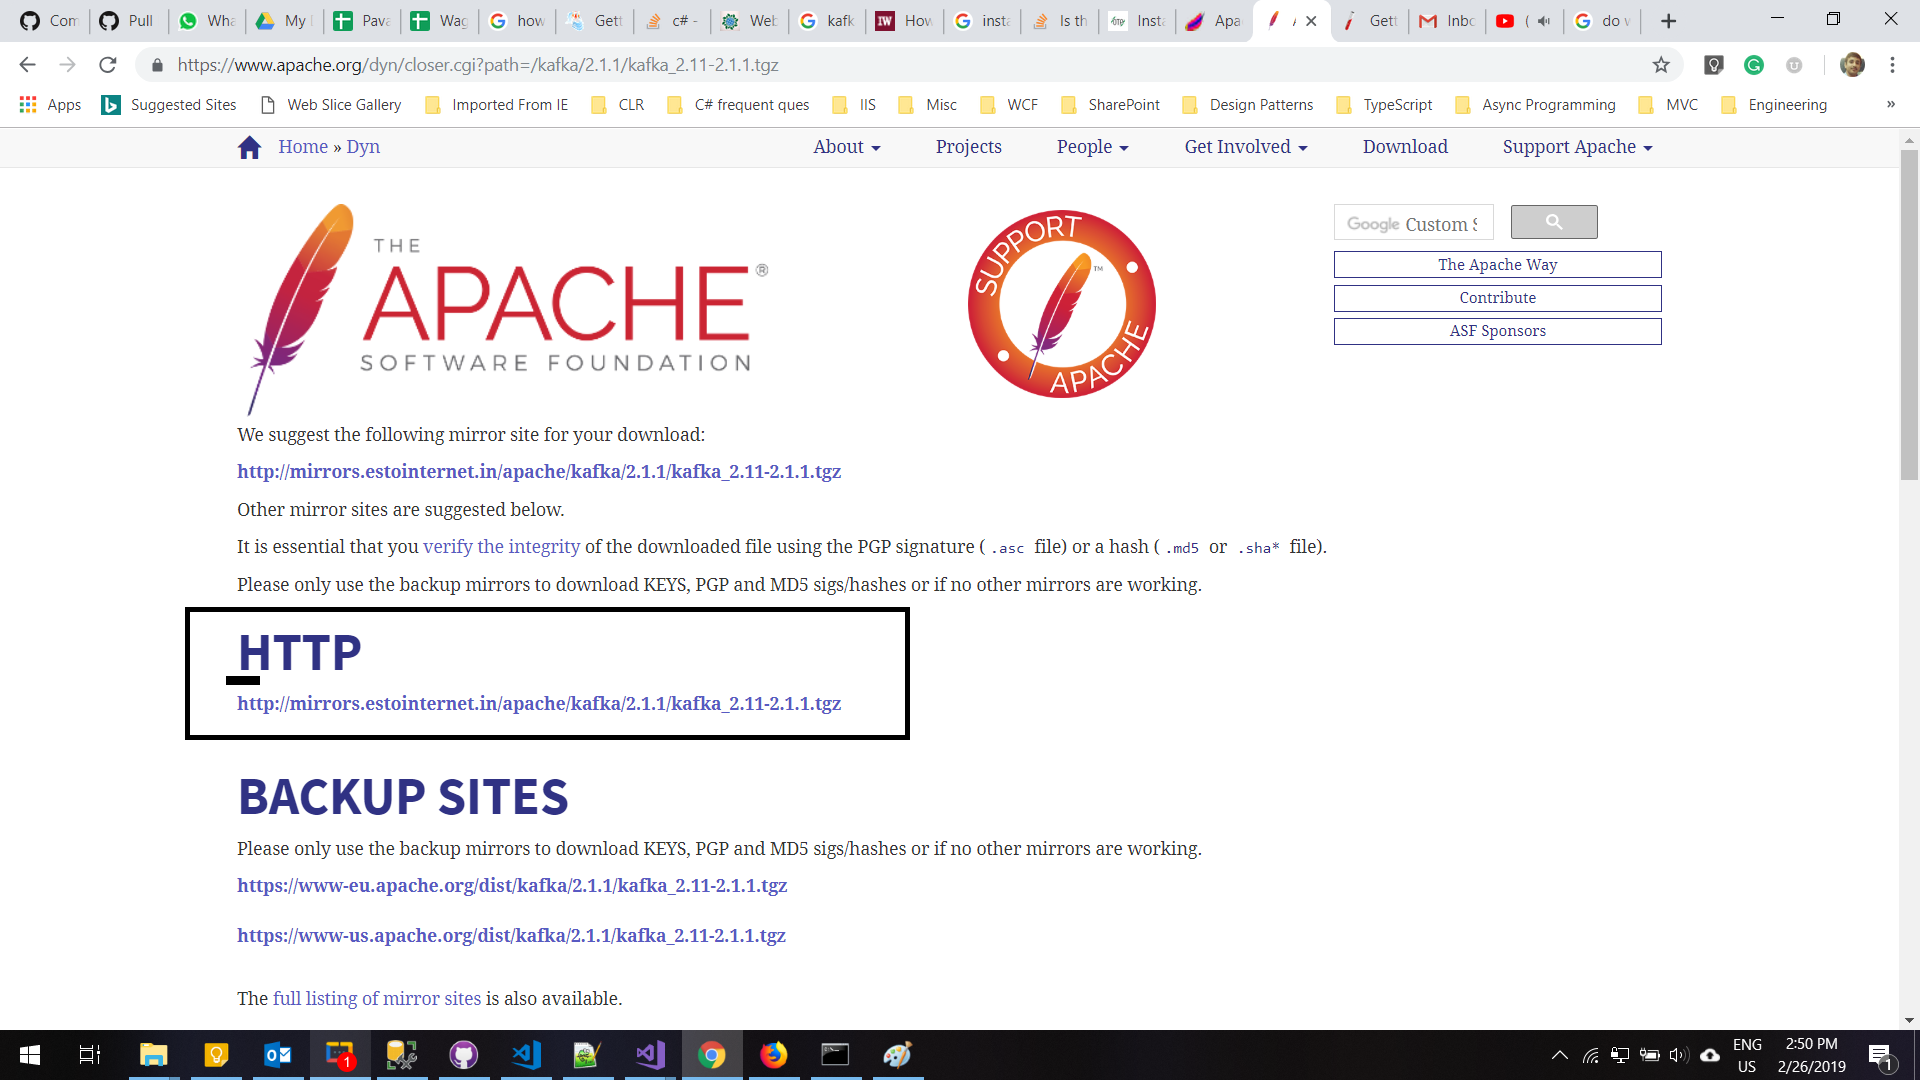 Com
Pull
Wha
My
Pava
Wag
how
Gett
c# -
Web
kafk
How
inst
Is th
Inst
Apa
Gett
Inbo
(
do w
https://www.apache.org/dyn/closer.cgi?path=/kafka/2.1.1/kafka_2.11-2.1.1.tgz
Apps
Suggested Sites
Web Slice Gallery
Imported From IE
CLR
C# frequent ques
IIS
Misc
WCF
SharePoint
Design Patterns
TypeScript
Async Programming
MVC
Engineering
»
Home » Dyn
About
Projects
People
Get Involved
Download
Support Apache
THE
APACHE®
SOFTWARE FOUNDATION
SUPPORT
APACHE
TM
Google Custom S
The Apache Way
Contribute
ASF Sponsors
We suggest the following mirror site for your download:
http://mirrors.estointernet.in/apache/kafka/2.1.1/kafka_2.11-2.1.1.tgz
Other mirror sites are suggested below.
It is essential that you verify the integrity of the downloaded file using the PGP signature ( .asc file) or a hash ( .md5 or .sha* file).
Please only use the backup mirrors to download KEYS, PGP and MD5 sigs/hashes or if no other mirrors are working.
HTTP
http://mirrors.estointernet.in/apache/kafka/2.1.1/kafka_2.11-2.1.1.tgz
BACKUP SITES
Please only use the backup mirrors to download KEYS, PGP and MD5 sigs/hashes or if no other mirrors are working.
https://www-eu.apache.org/dist/kafka/2.1.1/kafka_2.11-2.1.1.tgz
https://www-us.apache.org/dist/kafka/2.1.1/kafka_2.11-2.1.1.tgz
The full listing of mirror sites is also available.
1
ENG
US
2:50 PM
2/26/2019
1